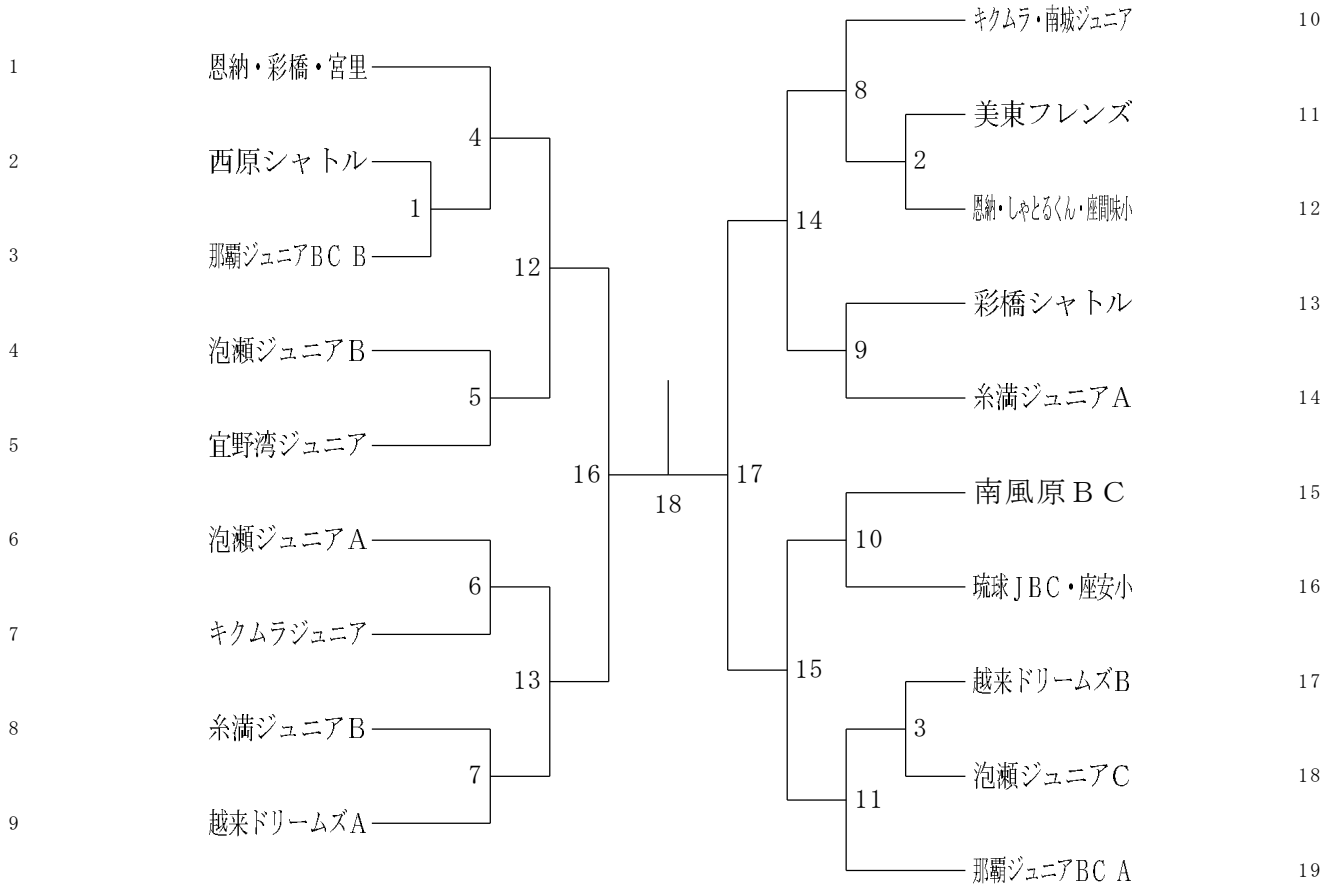 1 恩納・彩橋・宮里
2 西原シャトル
3 那覇ジュニアBC B
4 泡瀬ジュニアB
5 宜野湾ジュニア
6 泡瀬ジュニアA
7 キクムラジュニア
8 糸満ジュニアB
9 越来ドリームズA
1
4
5
12
6
7
13
16
18
17
14
8
2
9
15
10
3
11
キクムラ・南城ジュニア 10
美東フレンズ 11
恩納・しゃとるくん・座間味小 12
彩橋シャトル 13
糸満ジュニアA 14
南風原BC 15
琉球JBC・座安小 16
越来ドリームズB 17
泡瀬ジュニアC 18
那覇ジュニアBC A 19